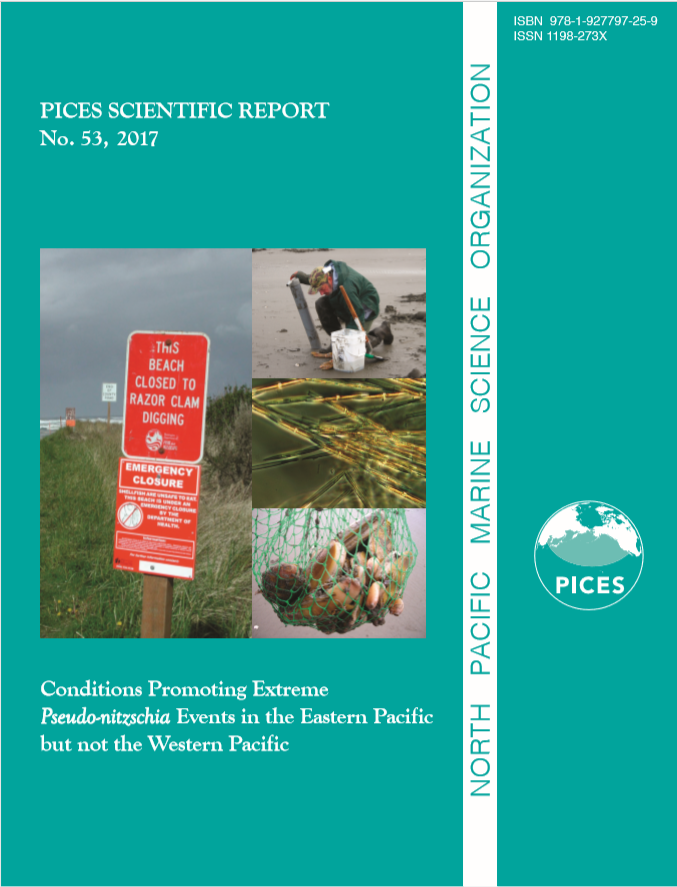 ISBN 978-1-927797-25-9
ISSN 1198-273X
PICES SCIENTIFIC REPORT
No. 53, 2017
THIS
BEACH
CLOSED TO
RAZOR CLAM
DIGGING
EMERGENCY
CLOSURE
SHELLFISH ARE UNSAFE TO EAT.
THIS BEACH IS UNDER AN
EMERGENCY CLOSURE
BY THE
DEPARTMENT OF
HEALTH.
Conditions Promoting Extreme
Pseudo-nitzschia Events in the Eastern Pacific
but not the Western Pacific
NORTH PACIFIC MARINE SCIENCE ORGANIZATION
PICES